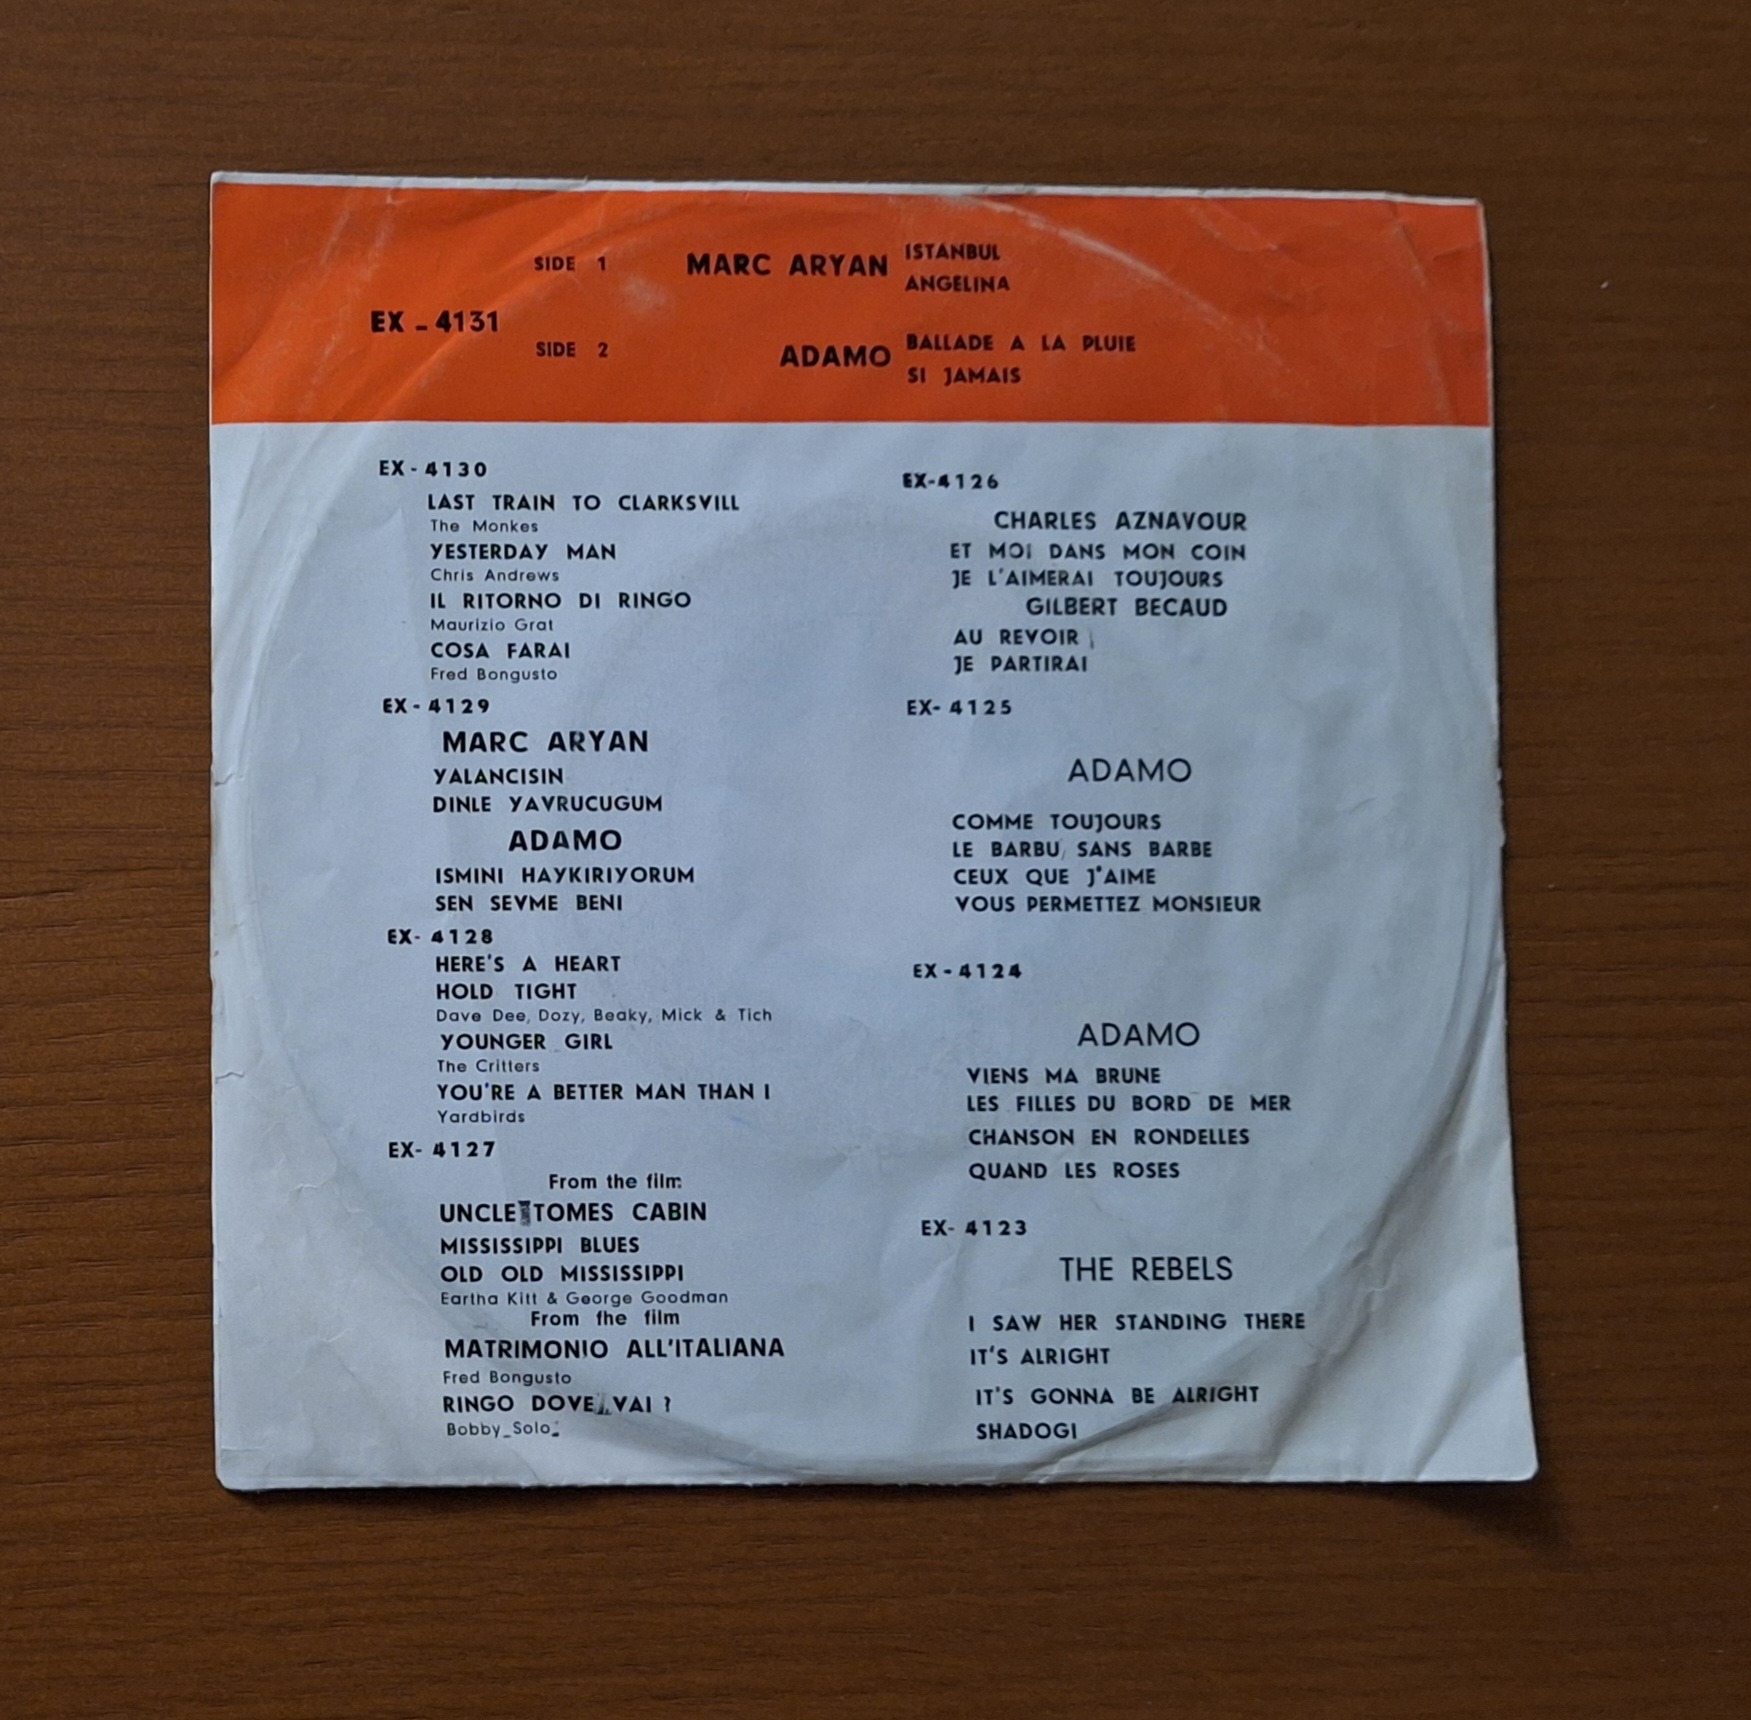 SIDE 1 MARC ARYAN ISTANBUL
ANGELINA
EX - 4131
SIDE 2 ADAMO BALLADE A LA PLUIE
SI JAMAIS
EX - 4130
LAST TRAIN TO CLARKSVILL
The Monkes
YESTERDAY MAN
Chris Andrews
IL RITORNO DI RINGO
Maurizio Grat
COSA FARAI
Fred Bongusto
EX - 4129
MARC ARYAN
YALANCISIN
DINLE YAVRUCUGUM
ADAMO
ISMINI HAYKIRIYORUM
SEN SEVME BENI
EX- 4128
HERE'S A HEART
HOLD TIGHT
Dave Dee, Dozy, Beaky, Mick & Tich
YOUNGER GIRL
The Critters
YOU'RE A BETTER MAN THAN I
Yardbirds
EX- 4127
From the film:
UNCLE TOMES CABIN
MISSISSIPPI BLUES
OLD OLD MISSISSIPPI
Eartha Kitt & George Goodman
From the film
MATRIMONIO ALL'ITALIANA
Fred Bongusto
RINGO DOVE VAI ?
Bobby Solo
EX-4126
CHARLES AZNAVOUR
ET MOI DANS MON COIN
JE L'AIMERAI TOUJOURS
GILBERT BECAUD
AU REVOIR
JE PARTIRAI
EX- 4125
ADAMO
COMME TOUJOURS
LE BARBU SANS BARBE
CEUX QUE J'AIME
VOUS PERMETTEZ MONSIEUR
EX - 4124
ADAMO
VIENS MA BRUNE
LES FILLES DU BORD DE MER
CHANSON EN RONDELLES
QUAND LES ROSES
EX- 4123
THE REBELS
I SAW HER STANDING THERE
IT'S ALRIGHT
IT'S GONNA BE ALRIGHT
SHADOGI